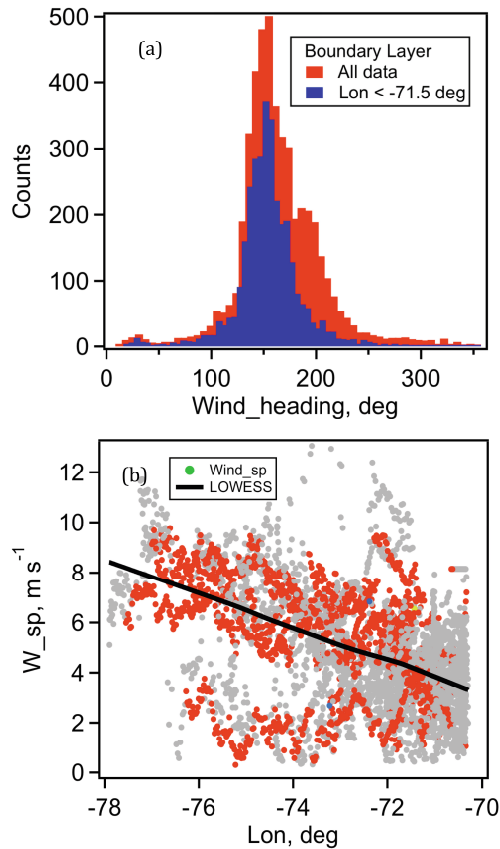 (a)
Boundary Layer
All data
Lon < -71.5 deg
Counts
500
400
300
200
100
0
0 100 200 300
Wind_heading, deg
(b)
Wind_sp
LOWESS
W_sp, m s⁻¹
12
10
8
6
4
2
0
-78 -76 -74 -72 -70
Lon, deg